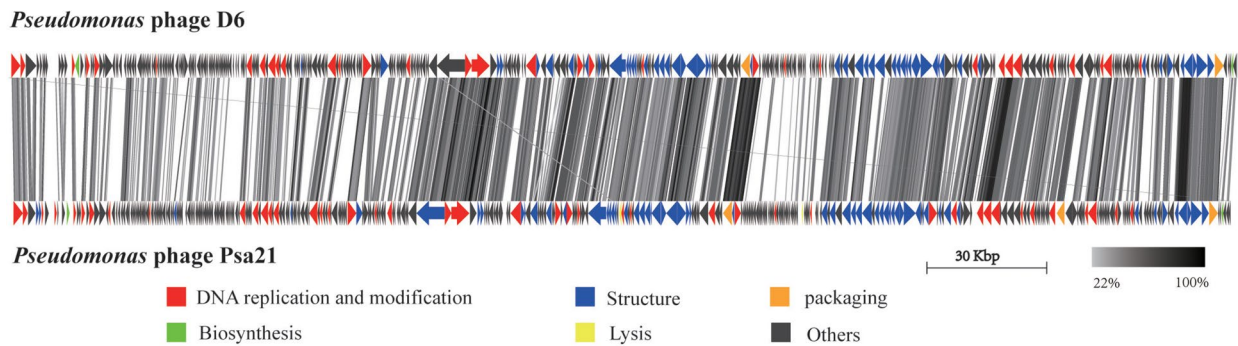 Pseudomonas phage D6
Pseudomonas phage Psa21
30 Kbp
22% 100%
DNA replication and modification
Structure
packaging
Biosynthesis
Lysis
Others